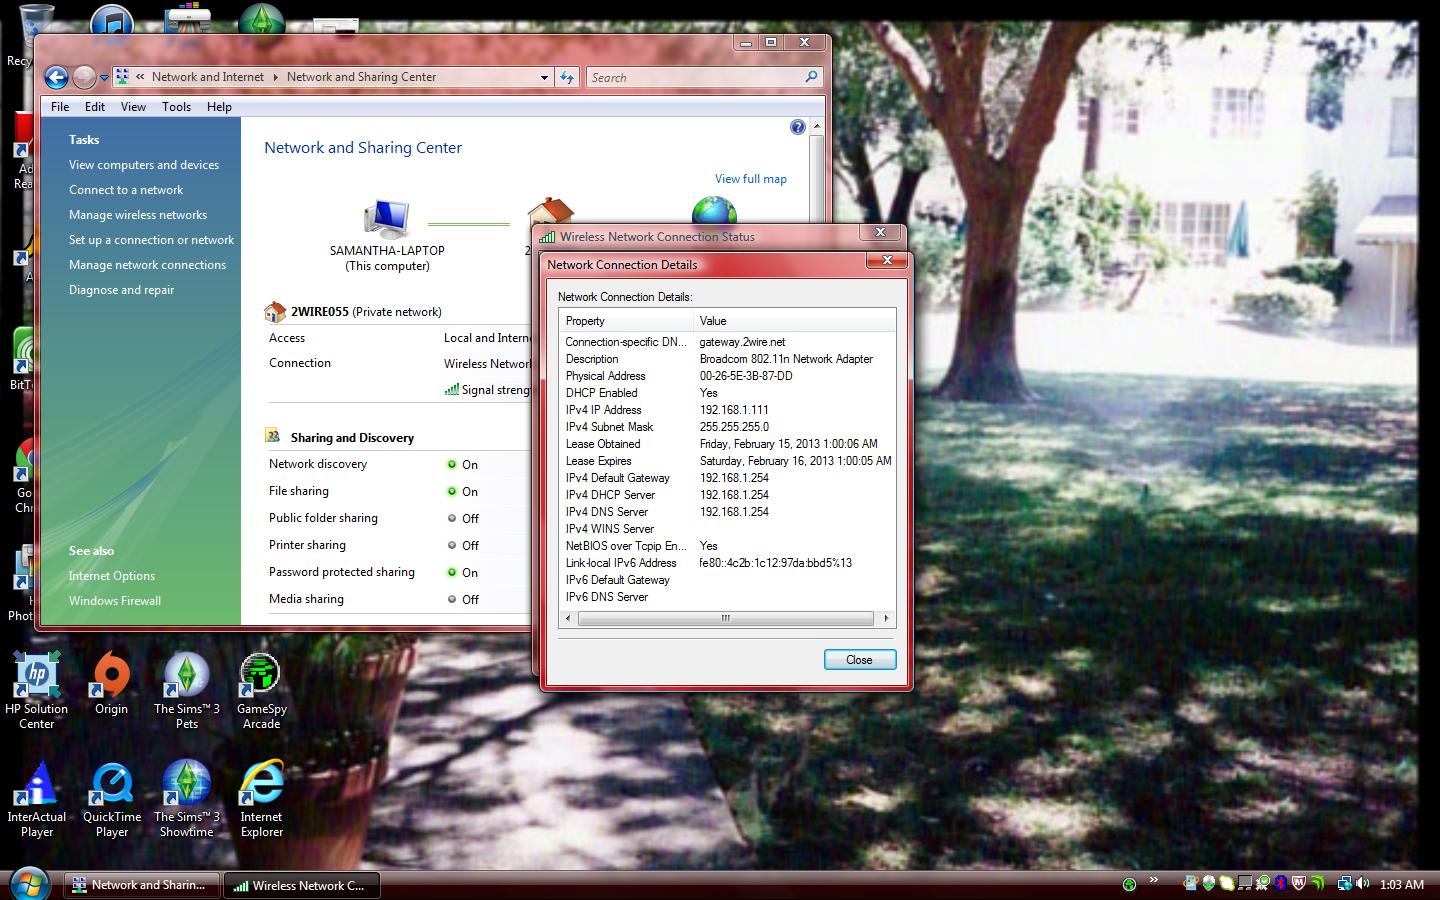 Network and Internet › Network and Sharing Center
Search
File Edit View Tools Help
Tasks
View computers and devices
Connect to a network
Manage wireless networks
Set up a connection or network
Manage network connections
Diagnose and repair
See also
Internet Options
Windows Firewall
Network and Sharing Center
View full map
SAMANTHA-LAPTOP
(This computer)
2WIRE055 (Private network)
Access Local and Intern
Connection Wireless Networ
Signal streng
Sharing and Discovery
Network discovery On
File sharing On
Public folder sharing Off
Printer sharing Off
Password protected sharing On
Media sharing Off
Wireless Network Connection Status
Network Connection Details
Network Connection Details:
Property Value
Connection-specific DN... gateway.2wire.net
Description Broadcom 802.11n Network Adapter
Physical Address 00-26-5E-3B-87-DD
DHCP Enabled Yes
IPv4 IP Address 192.168.1.111
IPv4 Subnet Mask 255.255.255.0
Lease Obtained Friday, February 15, 2013 1:00:06 AM
Lease Expires Saturday, February 16, 2013 1:00:05 AM
IPv4 Default Gateway 192.168.1.254
IPv4 DHCP Server 192.168.1.254
IPv4 DNS Server 192.168.1.254
IPv4 WINS Server
NetBIOS over Tcpip En... Yes
Link-local IPv6 Address fe80::4c2b:1c12:97da:bbd5%13
IPv6 Default Gateway
IPv6 DNS Server
Close
HP Solution
Center
Origin
The Sims™ 3
Pets
GameSpy
Arcade
InterActual
Player
QuickTime
Player
The Sims™ 3
Showtime
Internet
Explorer
Network and Sharin...
Wireless Network C...
1:03 AM